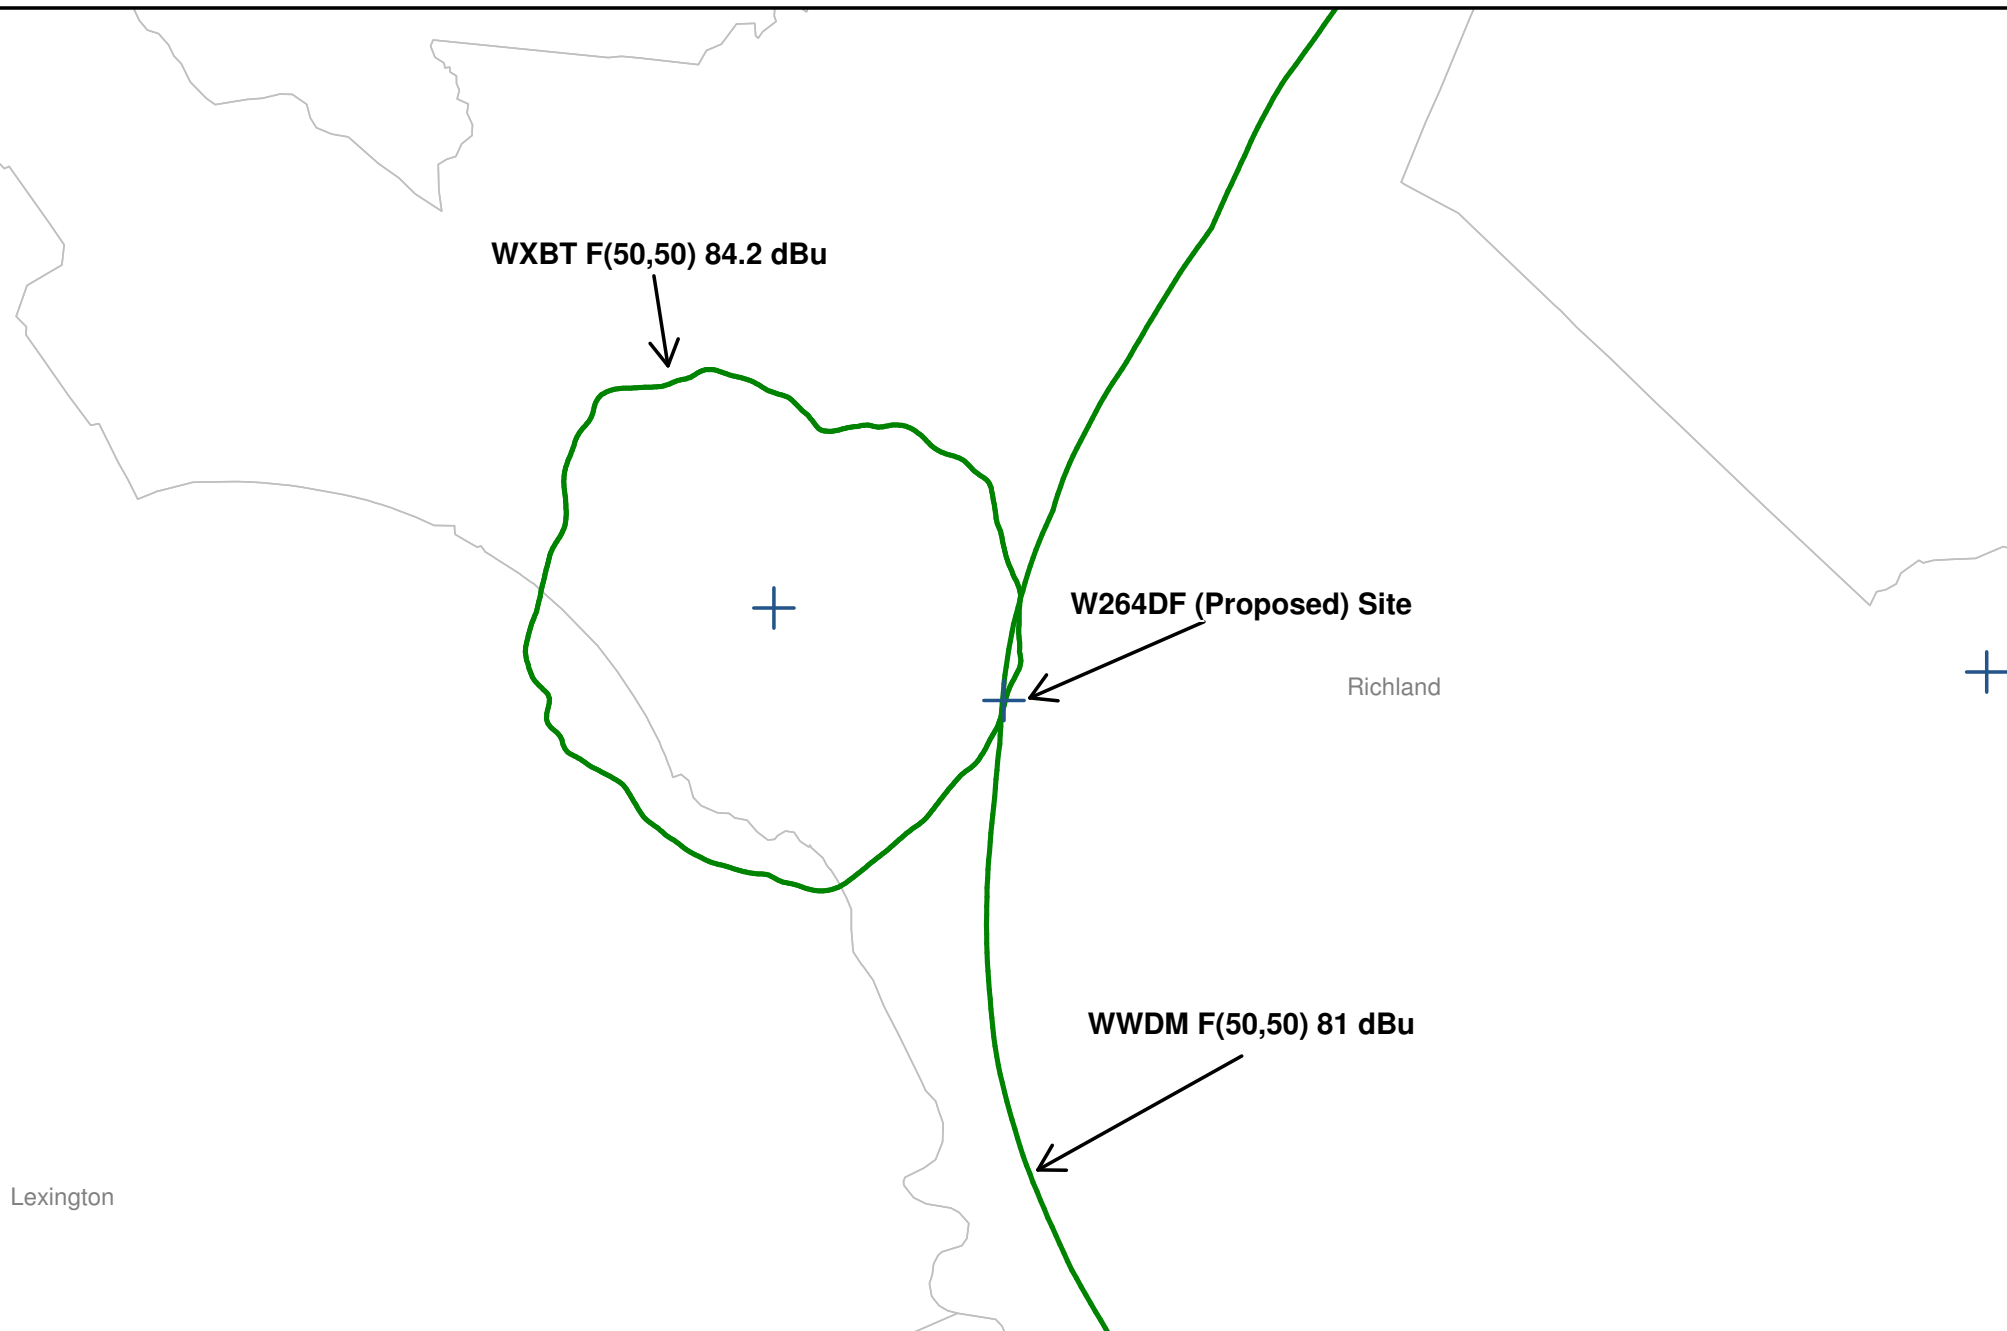 WXBT F(50,50) 84.2 dBu
W264DF (Proposed) Site
Richland
WWDM F(50,50) 81 dBu
Lexington